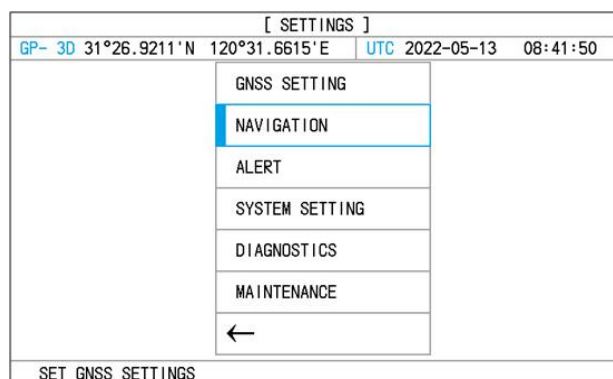 [ SETTINGS ]
GP- 3D 31°26.9211'N 120°31.6615'E UTC 2022-05-13 08:41:50
GNSS SETTING
NAVIGATION
ALERT
SYSTEM SETTING
DIAGNOSTICS
MAINTENANCE
←
SET GNSS SETTINGS